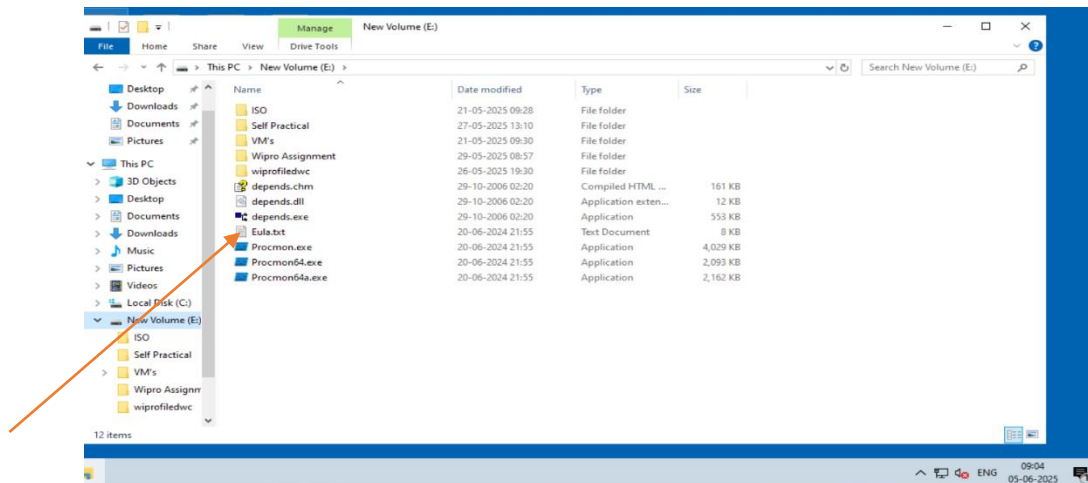 Manage New Volume (E:)
File Home Share View Drive Tools
This PC > New Volume (E:) > Search New Volume (E:)
Desktop
Downloads
Documents
Pictures
This PC
3D Objects
Desktop
Documents
Downloads
Music
Pictures
Videos
Local Disk (C:)
New Volume (E:)
ISO
Self Practical
VM's
Wipro Assignm
wiprofiledwc
Name Date modified Type Size
ISO 21-05-2025 09:28 File folder
Self Practical 27-05-2025 13:10 File folder
VM's 21-05-2025 09:30 File folder
Wipro Assignment 29-05-2025 08:57 File folder
wiprofiledwc 26-05-2025 19:30 File folder
depends.chm 29-10-2006 02:20 Compiled HTML ... 161 KB
depends.dll 29-10-2006 02:20 Application exten... 12 KB
depends.exe 29-10-2006 02:20 Application 553 KB
Eula.txt 20-06-2024 21:55 Text Document 8 KB
Procmon.exe 20-06-2024 21:55 Application 4,029 KB
Procmon64.exe 20-06-2024 21:55 Application 2,093 KB
Procmon64a.exe 20-06-2024 21:55 Application 2,162 KB
12 items
ENG 09:04
05-06-2025